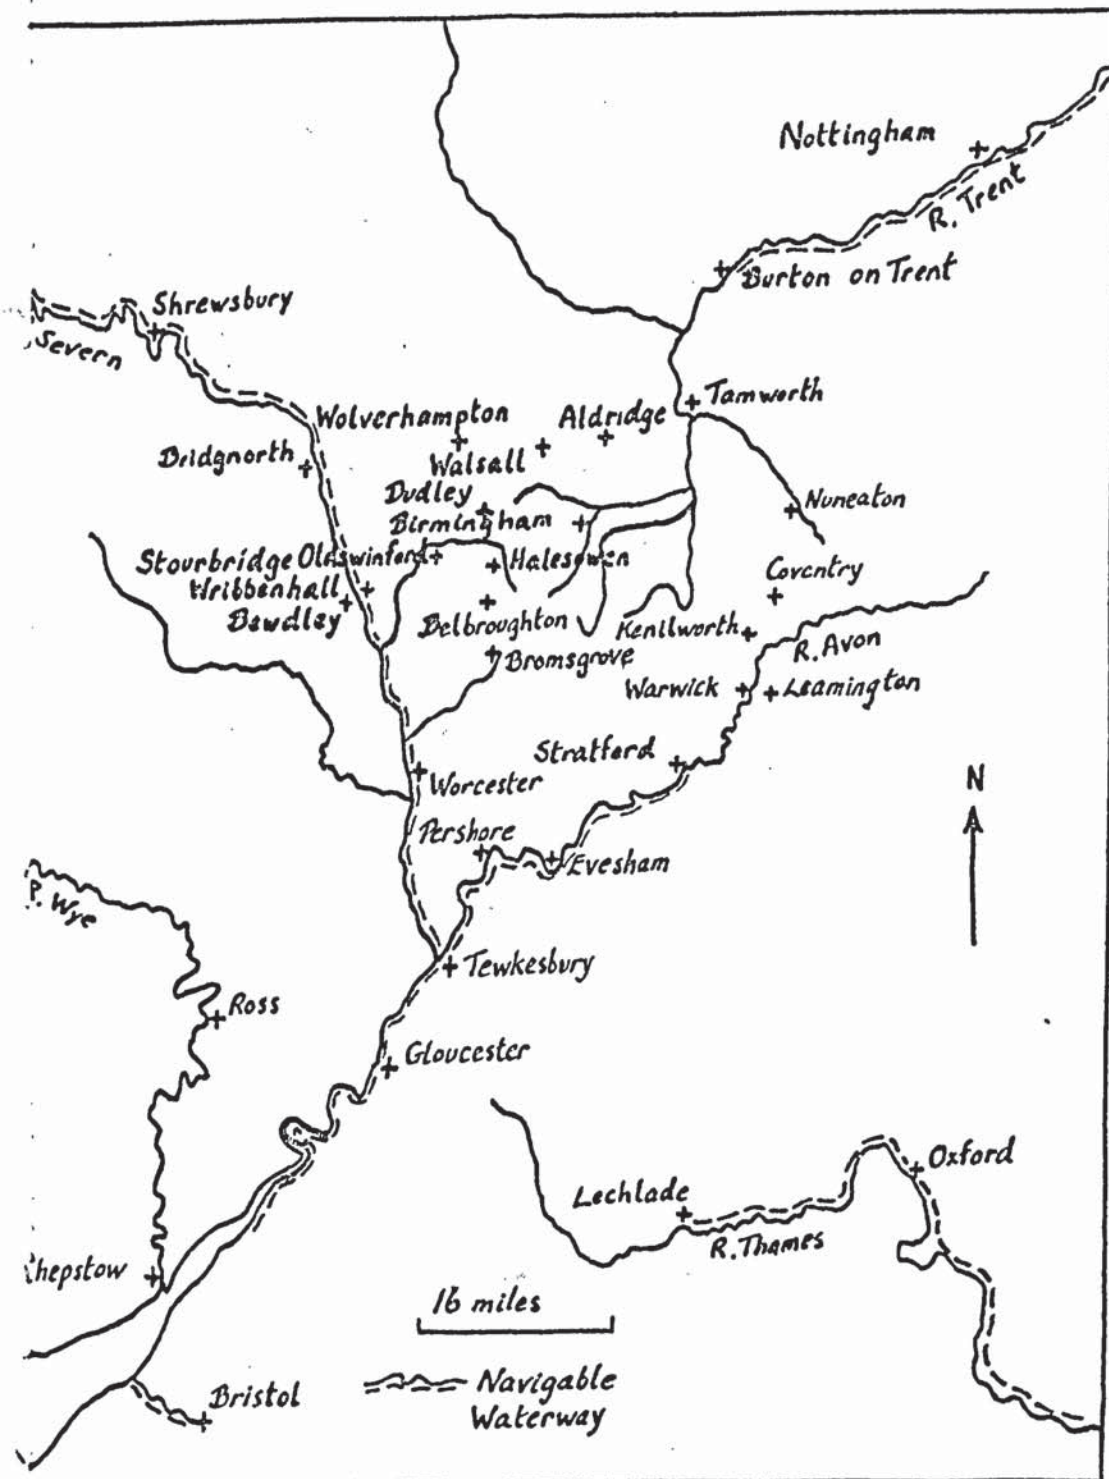 Nottingham
R. Trent
Burton on Trent
Shrewsbury
Severn
Tamworth
Wolverhampton
Aldridge
Bridgnorth
Walsall
Dudley
Nuneaton
Birmingham
Stourbridge Oldswinford
Halesowen
Coventry
Wribbenhall
Bewdley
Belbroughton
Kenilworth
R. Avon
Bromsgrove
Warwick
Leamington
Stratford
N
Worcester
Pershore
Evesham
R. Wye
Tewkesbury
Ross
Gloucester
Oxford
Lechlade
R. Thames
Chepstow
16 miles
Navigable
Waterway
Bristol